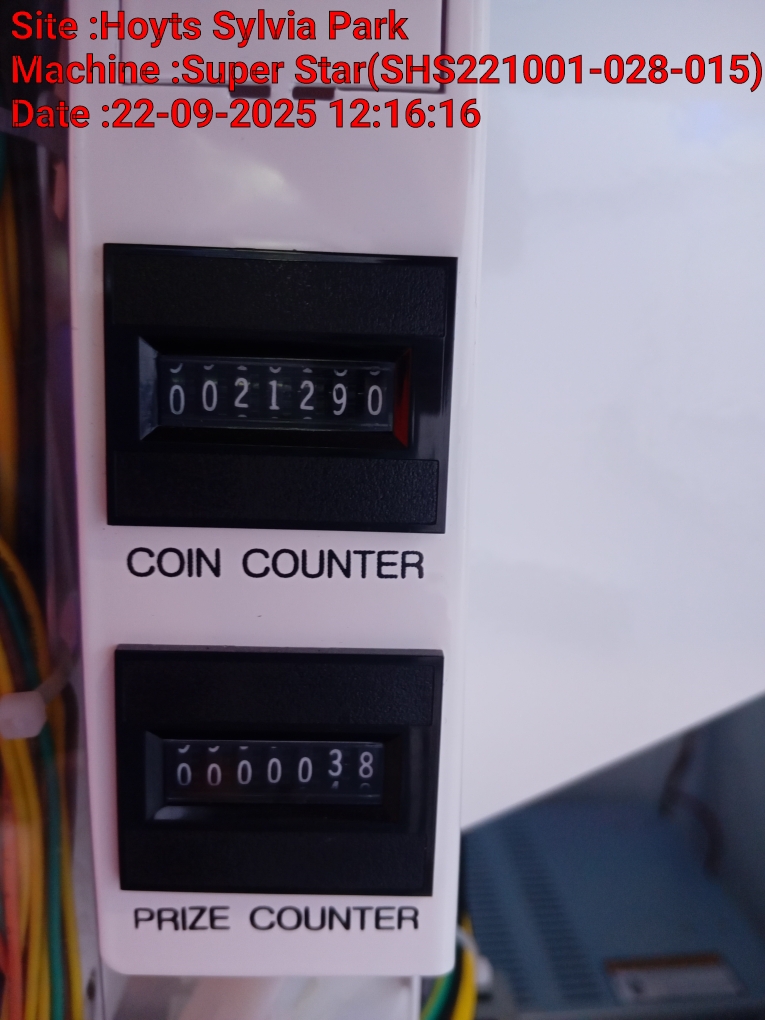 Site :Hoyts Sylvia Park
Machine :Super Star(SHS221001-028-015)
Date :22-09-2025 12:16:16
0021290
COIN COUNTER
0000038
PRIZE COUNTER